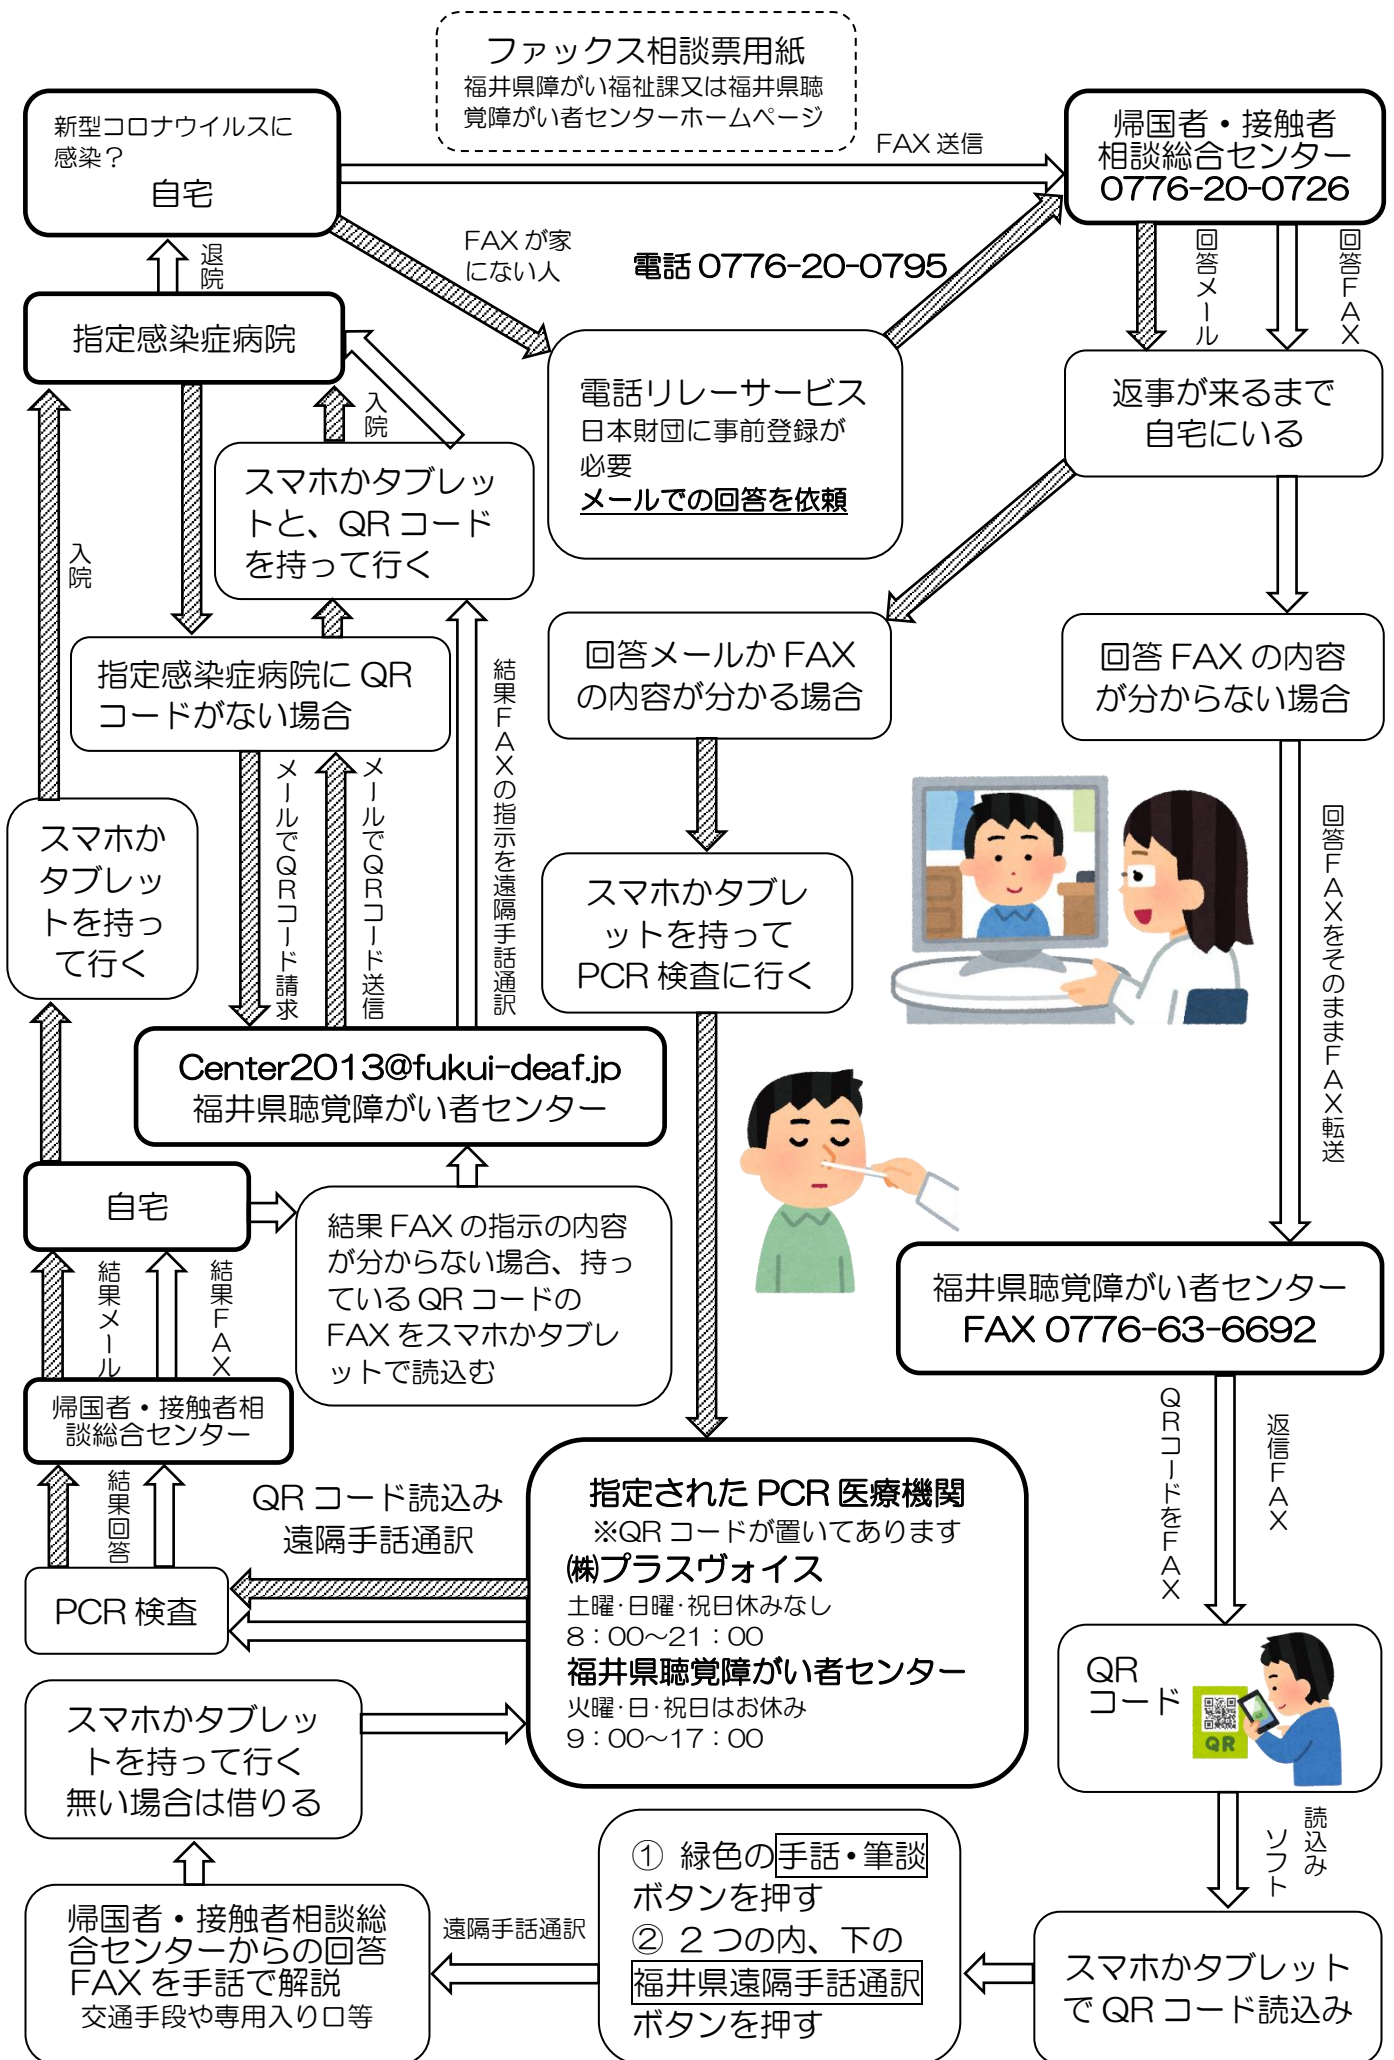 ファックス相談票用紙
福井県障がい福祉課又は福井県聴
覚障がい者センターホームページ
新型コロナウイルスに
感染？
自宅
FAX 送信
帰国者・接触者
相談総合センター
0776-20-0726
退院
FAX が家
にない人
電話 0776-20-0795
回答メール
回答FAX
指定感染症病院
入院
電話リレーサービス
日本財団に事前登録が
必要
メールでの回答を依頼
返事が来るまで
自宅にいる
スマホかタブレッ
トと、QR コード
を持って行く
入院
指定感染症病院に QR
コードがない場合
回答メールか FAX
の内容が分かる場合
回答 FAX の内容
が分からない場合
メールでQRコード請求
メールでQRコード送信
結果FAXの指示を遠隔手話通訳
スマホか
タブレッ
トを持っ
て行く
スマホかタブレ
ットを持って
PCR 検査に行く
回答FAXをそのままFAX転送
Center2013@fukui-deaf.jp
福井県聴覚障がい者センター
自宅
結果 FAX の指示の内容
が分からない場合、持っ
ている QR コードの
FAX をスマホかタブレ
ットで読込む
結果メール
結果FAX
福井県聴覚障がい者センター
FAX 0776-63-6692
帰国者・接触者相
談総合センター
QRコードをFAX
返信FAX
結果回答
QR コード読込み
遠隔手話通訳
指定された PCR 医療機関
※QR コードが置いてあります
㈱プラスヴォイス
土曜･日曜･祝日休みなし
8：00～21：00
福井県聴覚障がい者センター
火曜･日･祝日はお休み
9：00～17：00
PCR 検査
QR
コード
QR
スマホかタブレッ
トを持って行く
無い場合は借りる
読込み
ソフト
① 緑色の手話・筆談
ボタンを押す
② 2 つの内、下の
福井県遠隔手話通訳
ボタンを押す
遠隔手話通訳
帰国者・接触者相談総
合センターからの回答
FAX を手話で解説
交通手段や専用入り口等
スマホかタブレット
で QR コード読込み